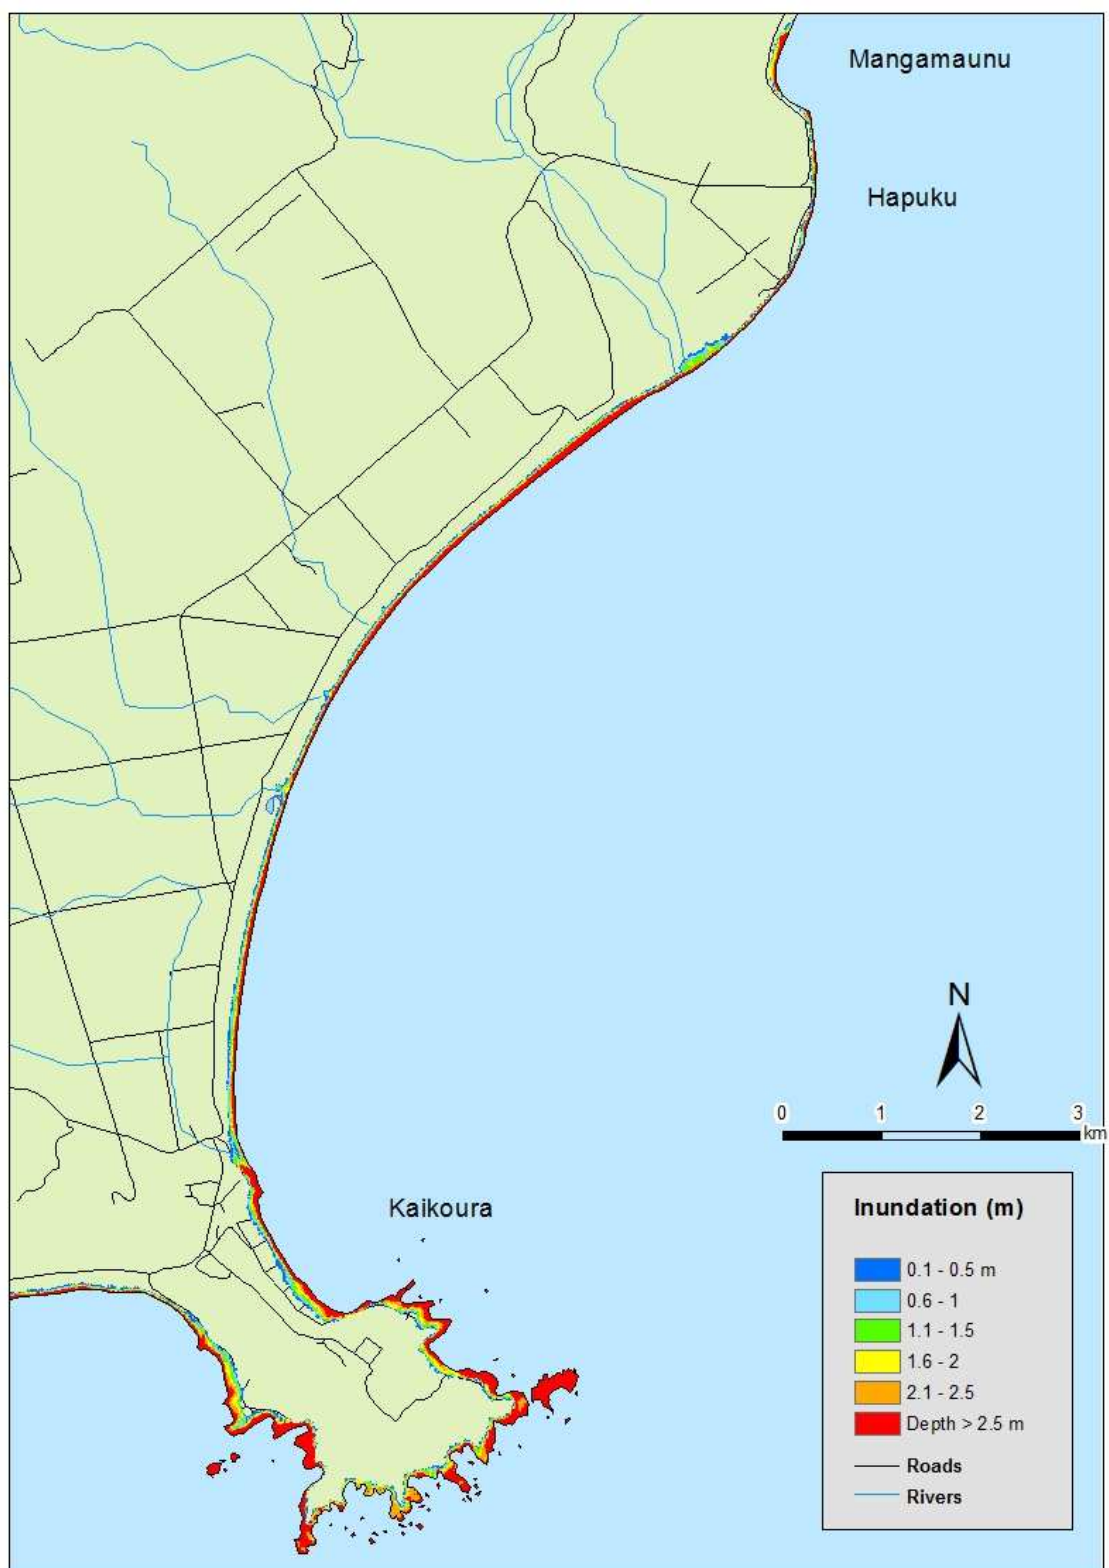 Mangamaunu
Hapuku
N
0 1 2 3
km
Kaikoura
Inundation (m)
0.1 - 0.5 m
0.6 - 1
1.1 - 1.5
1.6 - 2
2.1 - 2.5
Depth > 2.5 m
Roads
Rivers